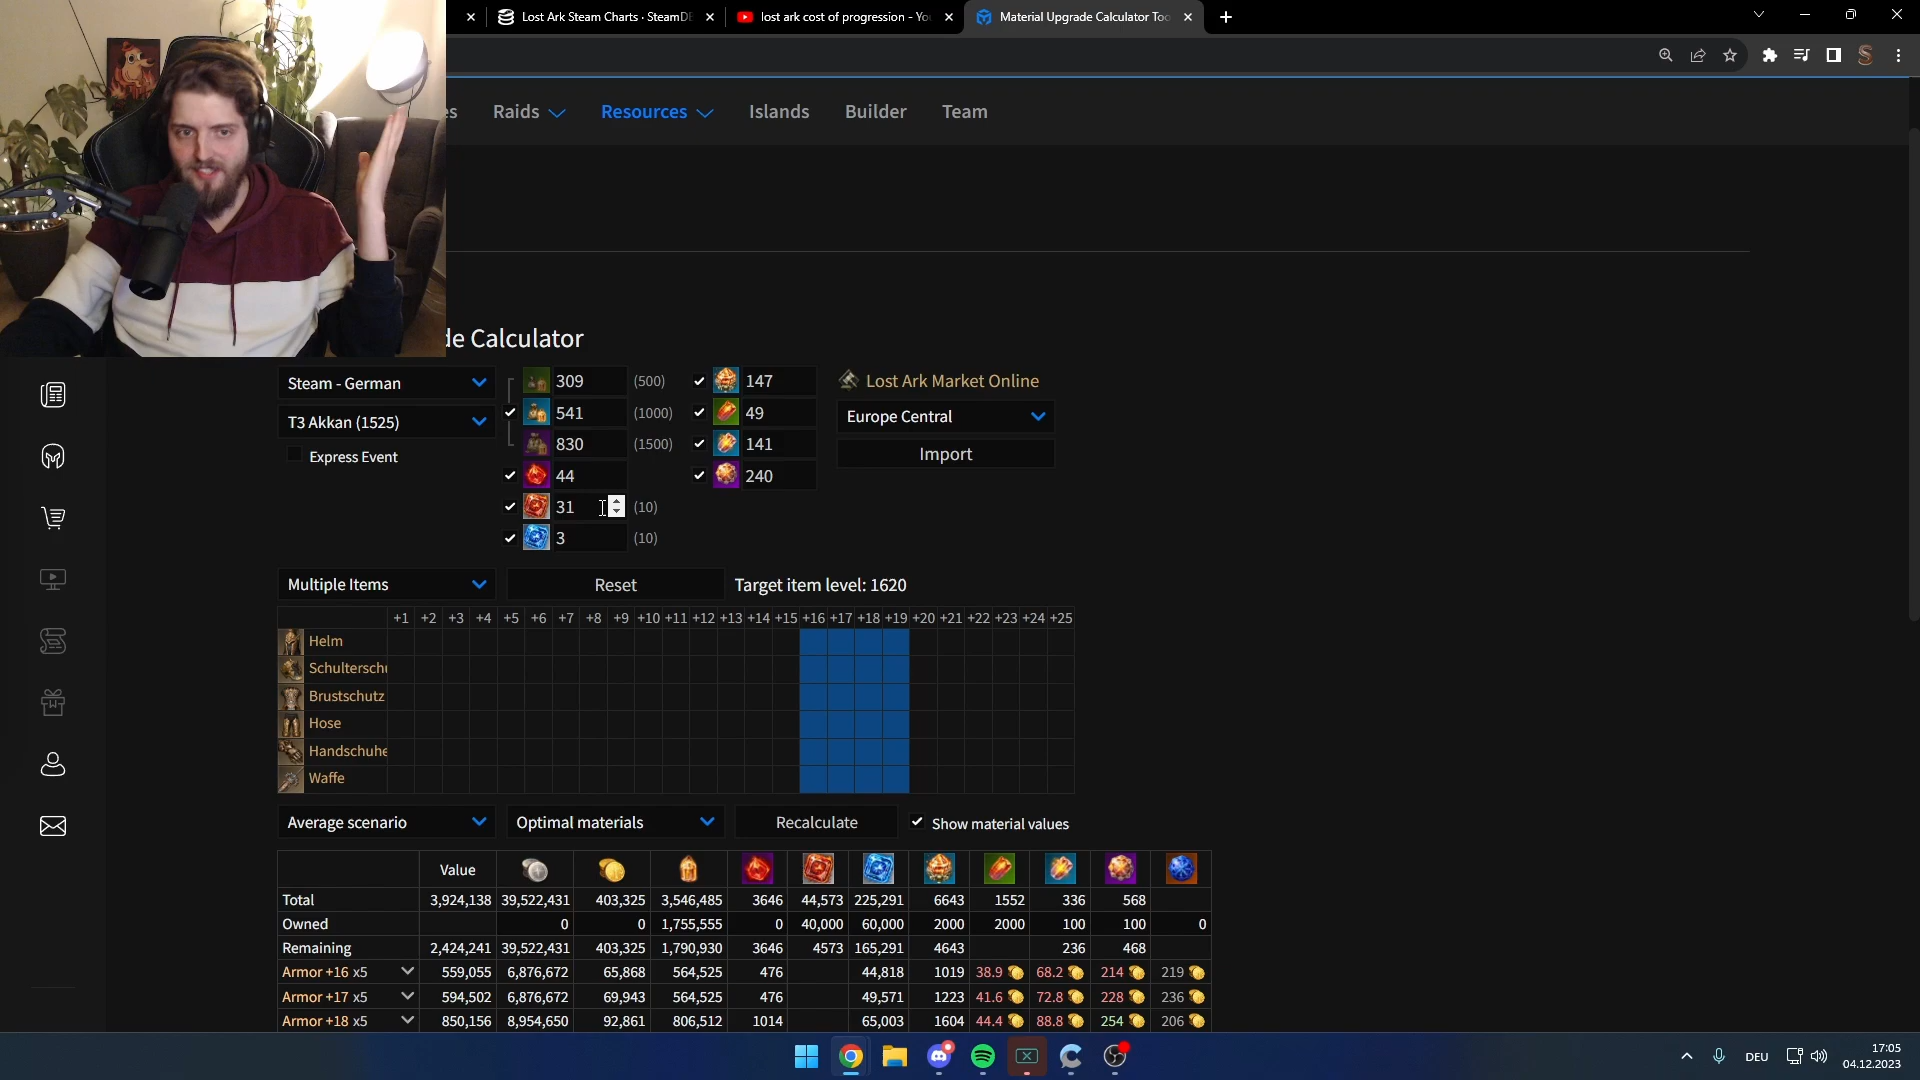 Lost Ark Steam Charts · SteamDB
lost ark cost of progression - You
Material Upgrade Calculator Too
es
Raids
Resources
Islands
Builder
Team
de Calculator
Steam - German
309 (500)
147
Lost Ark Market Online
T3 Akkan (1525)
541 (1000)
49
Europe Central
Express Event
830 (1500)
141
Import
44
240
31 (10)
3 (10)
Multiple Items
Reset
Target item level: 1620
+1 +2 +3 +4 +5 +6 +7 +8 +9 +10 +11 +12 +13 +14 +15 +16 +17 +18 +19 +20 +21 +22 +23 +24 +25
Helm
Schulterschu
Brustschutz
Hose
Handschuhe
Waffe
Average scenario
Optimal materials
Recalculate
Show material values
Value
Total 3,924,138 39,522,431 403,325 3,546,485 3646 44,573 225,291 6643 1552 336 568
Owned 0 0 1,755,555 0 40,000 60,000 2000 2000 100 100 0
Remaining 2,424,241 39,522,431 403,325 1,790,930 3646 4573 165,291 4643 236 468
Armor +16 x5 559,055 6,876,672 65,868 564,525 476 44,818 1019 38.9 68.2 214 219
Armor +17 x5 594,502 6,876,672 69,943 564,525 476 49,571 1223 41.6 72.8 228 236
Armor +18 x5 850,156 8,954,650 92,861 806,512 1014 65,003 1604 44.4 88.8 254 206
DEU
17:05
04.12.2023